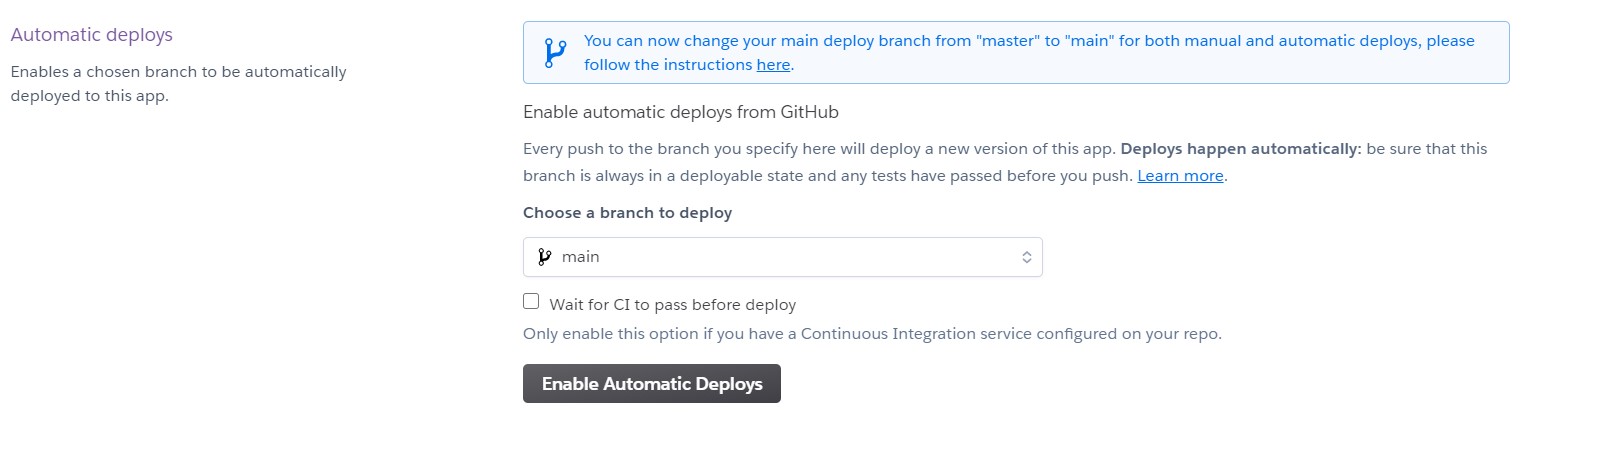 Automatic deploys
Enables a chosen branch to be automatically
deployed to this app.
You can now change your main deploy branch from "master" to "main" for both manual and automatic deploys, please
follow the instructions here.
Enable automatic deploys from GitHub
Every push to the branch you specify here will deploy a new version of this app. Deploys happen automatically: be sure that this
branch is always in a deployable state and any tests have passed before you push. Learn more.
Choose a branch to deploy
main
Wait for CI to pass before deploy
Only enable this option if you have a Continuous Integration service configured on your repo.
Enable Automatic Deploys